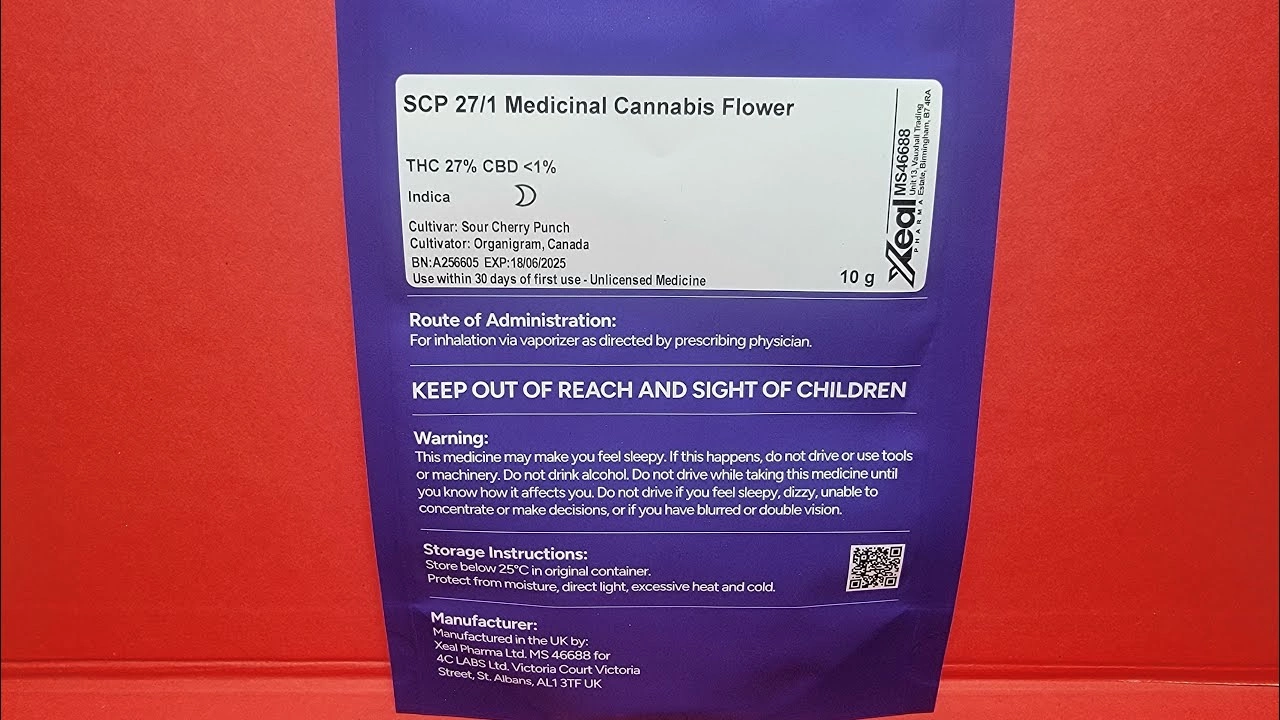 SCP 27/1 Medicinal Cannabis Flower
THC 27% CBD <1%
Indica
Cultivar: Sour Cherry Punch
Cultivator: Organigram, Canada
BN:A256605 EXP:18/06/2025
Use within 30 days of first use - Unlicensed Medicine
10 g
Xeal
PHARMA
MS46688
Unit 13, Vauxhall Trading
Estate, Birmingham, B7 4RA
Route of Administration:
For inhalation via vaporizer as directed by prescribing physician.
KEEP OUT OF REACH AND SIGHT OF CHILDREN
Warning:
This medicine may make you feel sleepy. If this happens, do not drive or use tools
or machinery. Do not drink alcohol. Do not drive while taking this medicine until
you know how it affects you. Do not drive if you feel sleepy, dizzy, unable to
concentrate or make decisions, or if you have blurred or double vision.
Storage Instructions:
Store below 25°C in original container.
Protect from moisture, direct light, excessive heat and cold.
Manufacturer:
Manufactured in the UK by:
Xeal Pharma Ltd. MS 46688 for
4C LABS Ltd. Victoria Court Victoria
Street, St. Albans, AL1 3TF UK